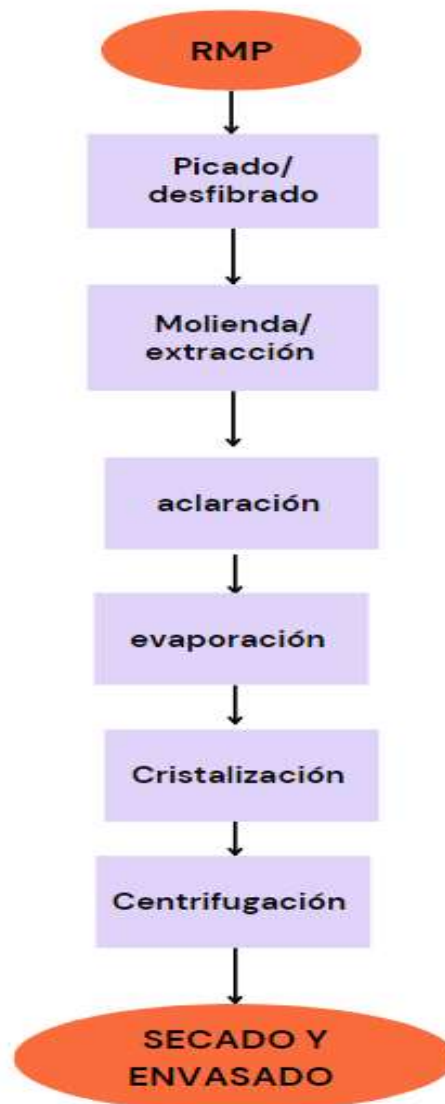 RMP
Picado/
desfibrado
Molienda/
extracción
aclaración
evaporación
Cristalización
Centrifugación
SECADO Y
ENVASADO